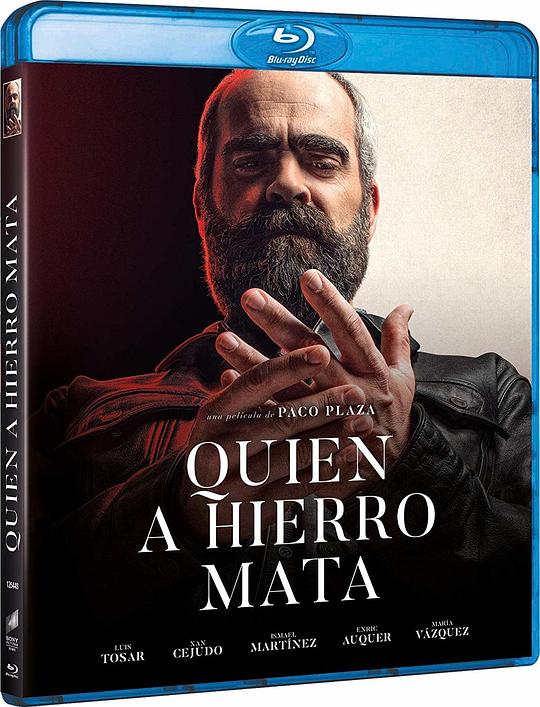 Blu-ray Disc
QUIEN A HIERRO MATA
una película de PACO PLAZA
QUIEN
A HIERRO
MATA
LUIS TOSAR
XAN CEJUDO
ISMAEL MARTÍNEZ
ENRIC AUQUER
MARÍA VÁZQUEZ
SONY